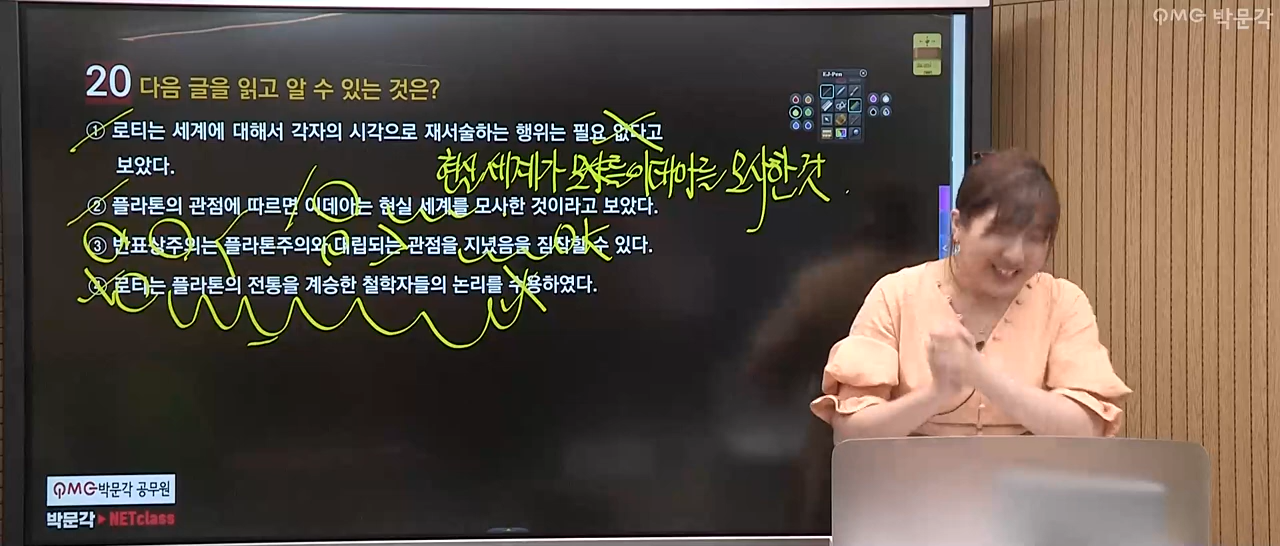 QMG 박문각
20 다음 글을 읽고 알 수 있는 것은?
EJ-Pen
① 로티는 세계에 대해서 각자의 시각으로 재서술하는 행위는 필요 없다고
보았다.
현실 세계가 이데아를 모사한 것
② 플라톤의 관점에 따르면 이데아는 현실 세계를 모사한 것이라고 보았다.
③ 반표상주의는 플라톤주의와 대립되는 관점을 지녔음을 짐작할 수 있다.
④ 로티는 플라톤의 전통을 계승한 철학자들의 논리를 수용하였다.
QMG 박문각 공무원
박문각 ▶ NETclass